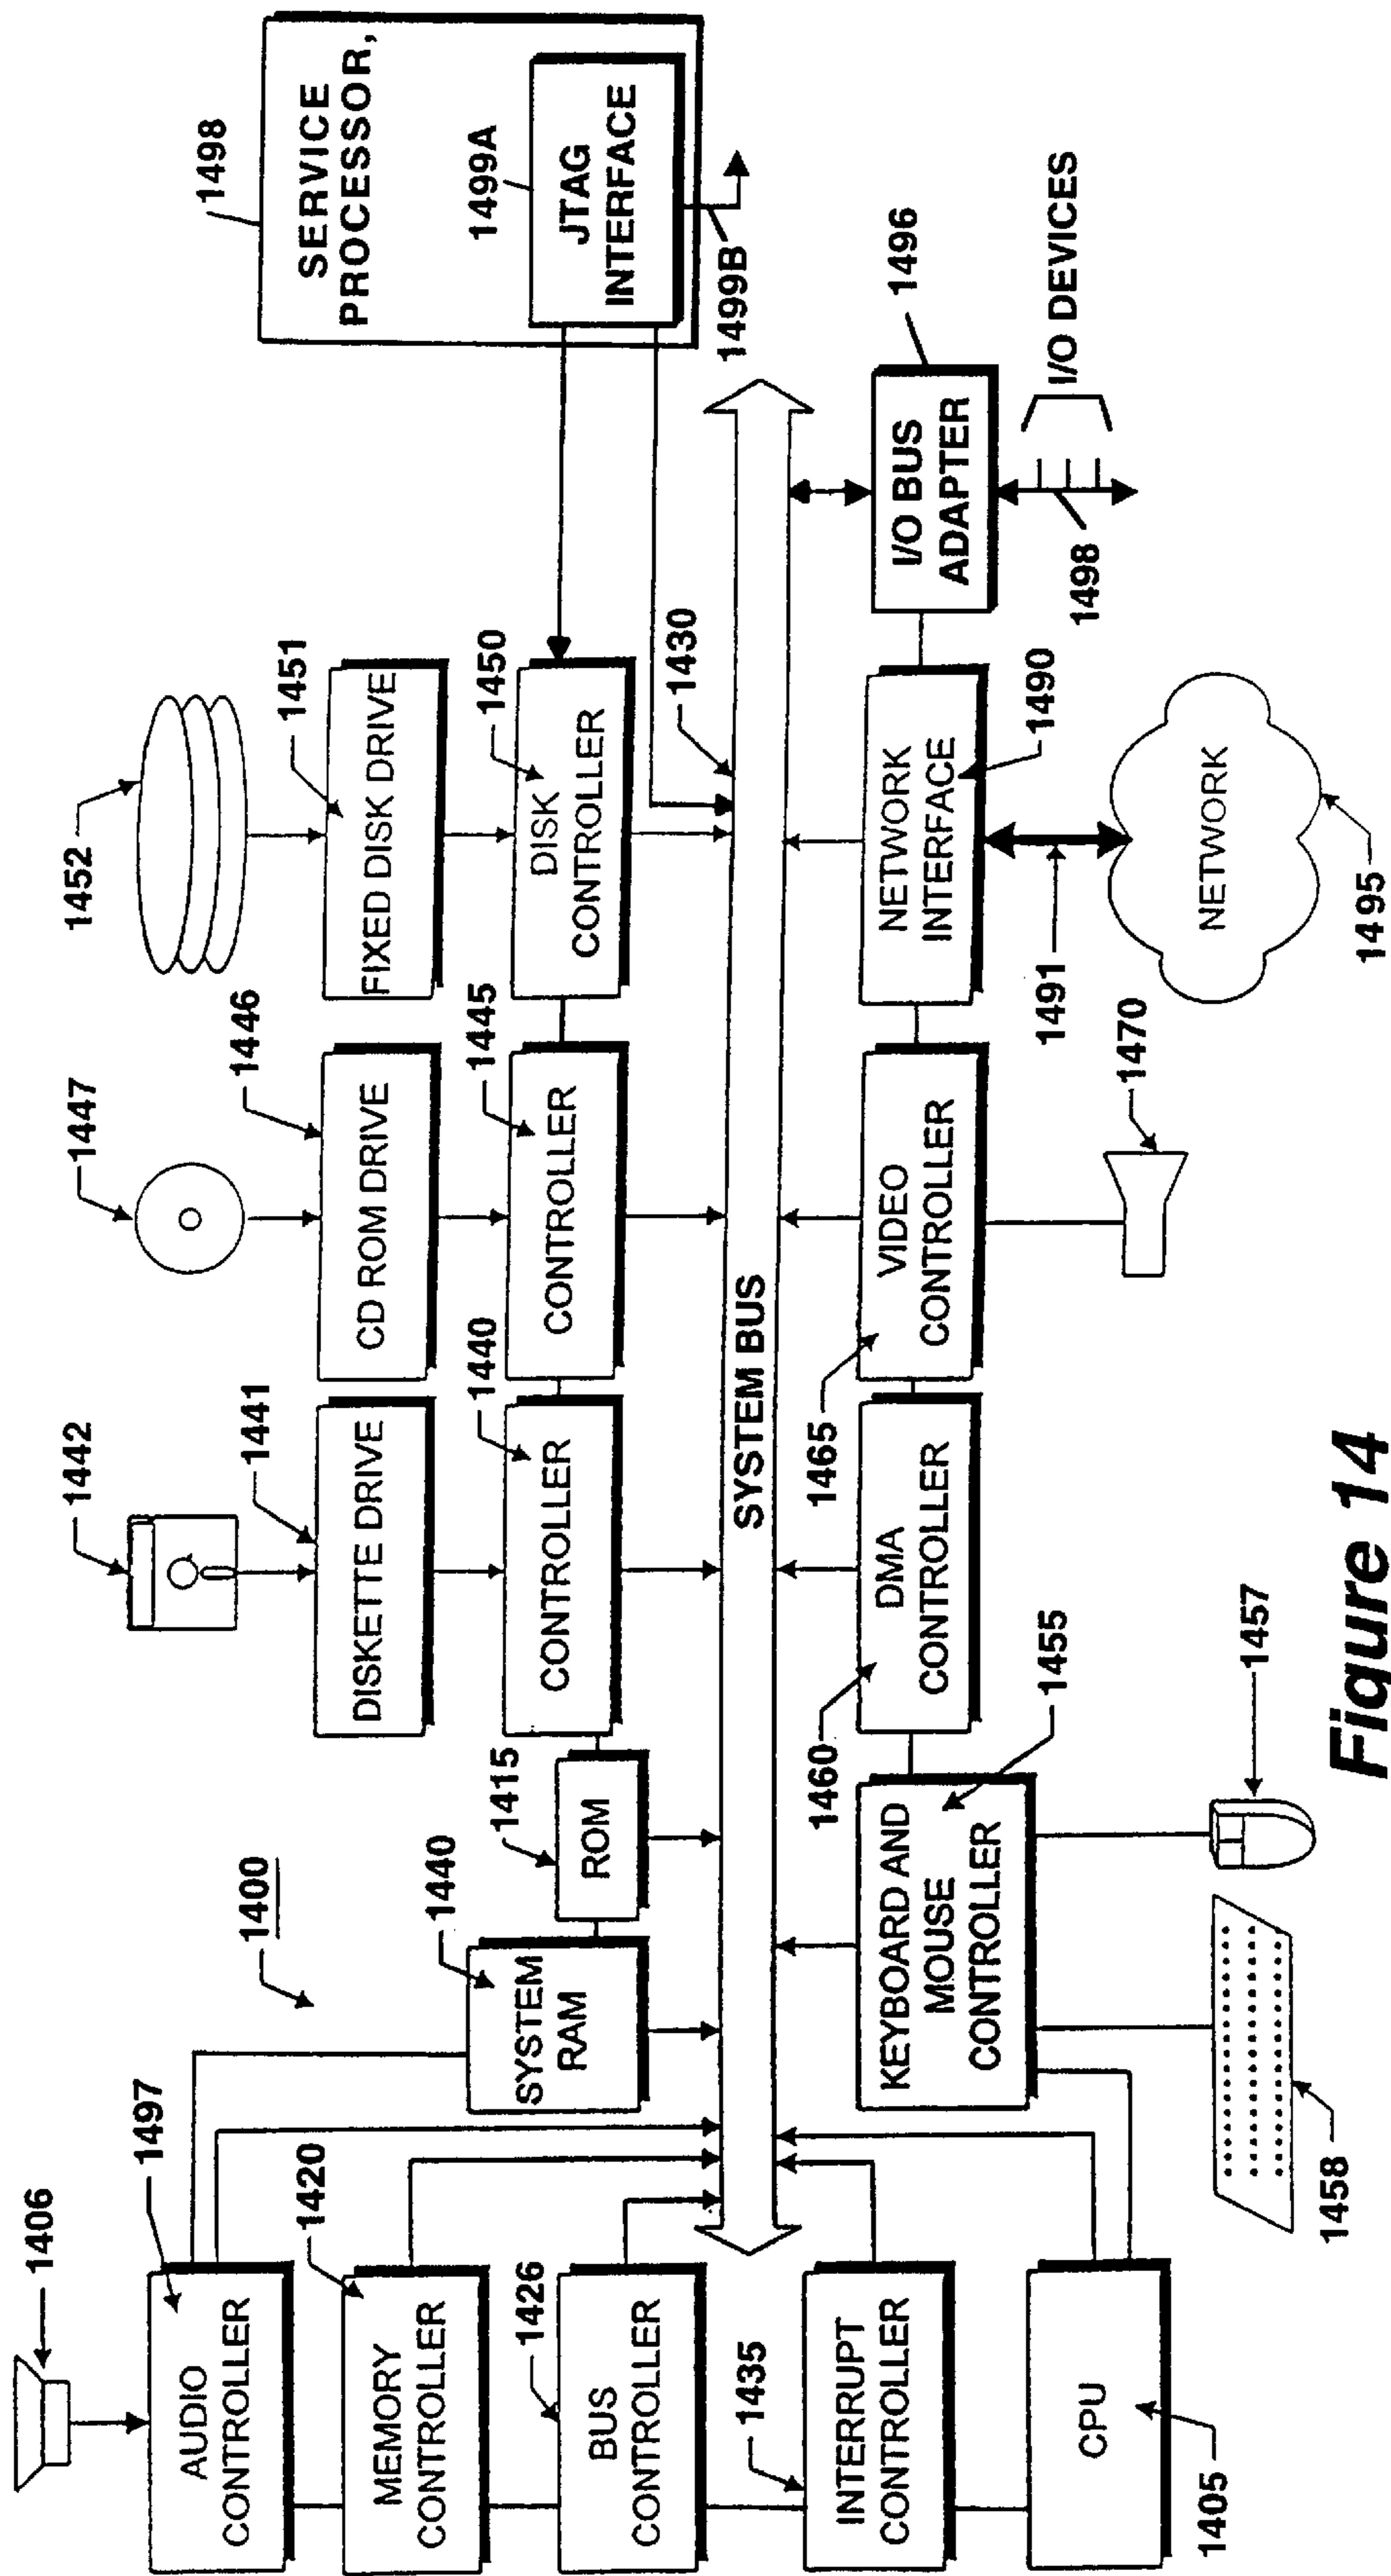 1406
1497
AUDIO
CONTROLLER
1420
MEMORY
CONTROLLER
1426
BUS
CONTROLLER
1435
INTERRUPT
CONTROLLER
CPU
1405
1400
1440
SYSTEM
RAM
1415
ROM
1442
1441
DISKETTE DRIVE
1440
CONTROLLER
1447
1446
CD ROM DRIVE
1445
CONTROLLER
1452
1451
FIXED DISK DRIVE
1450
DISK
CONTROLLER
1430
1498
SERVICE
PROCESSOR,
1499A
JTAG
INTERFACE
1499B
SYSTEM BUS
KEYBOARD AND
MOUSE
CONTROLLER
1455
1458
1457
1460
DMA
CONTROLLER
1465
VIDEO
CONTROLLER
1470
NETWORK
INTERFACE
1490
1491
NETWORK
1495
1496
I/O BUS
ADAPTER
1498
I/O DEVICES
Figure 14